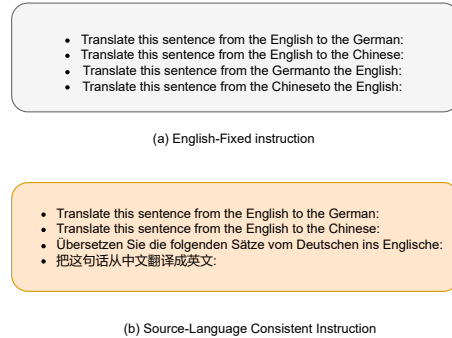 • Translate this sentence from the English to the German:
• Translate this sentence from the English to the Chinese:
• Translate this sentence from the Germanto the English:
• Translate this sentence from the Chineseto the English:
(a) English-Fixed instruction
• Translate this sentence from the English to the German:
• Translate this sentence from the English to the Chinese:
• Übersetzen Sie die folgenden Sätze vom Deutschen ins Englische:
• 把这句话从中文翻译成英文:
(b) Source-Language Consistent Instruction